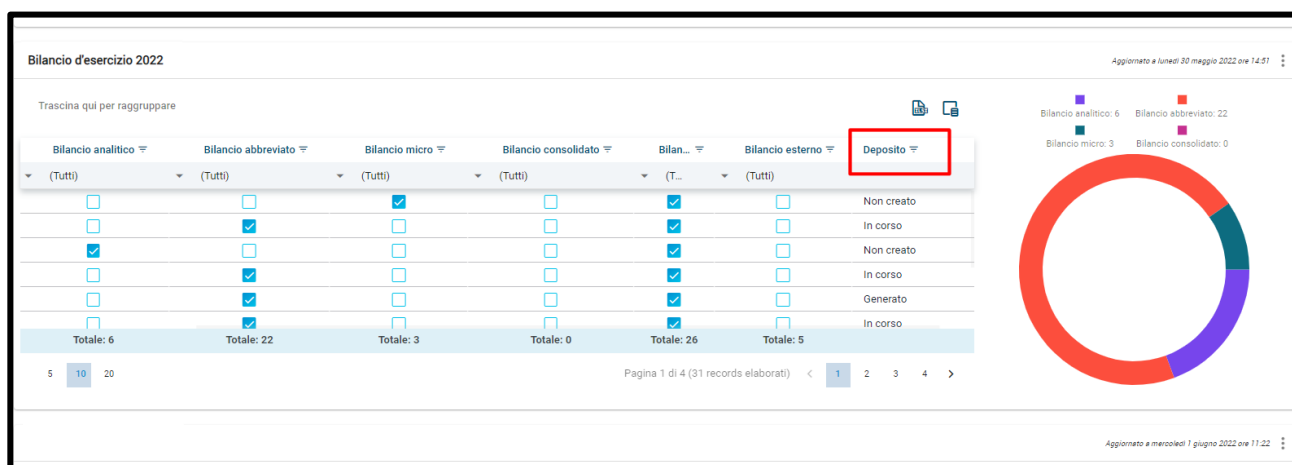 Bilancio d'esercizio 2022
Aggiornato a lunedì 30 maggio 2022 ore 14:51
Trascina qui per raggruppare
XLSX
Bilancio analitico: 6 Bilancio abbreviato: 22
Bilancio micro: 3 Bilancio consolidato: 0
Bilancio analitico Bilancio abbreviato Bilancio micro Bilancio consolidato Bilan... Bilancio esterno Deposito
(Tutti) (Tutti) (Tutti) (Tutti) (T... (Tutti)
Non creato
In corso
Non creato
In corso
Generato
In corso
Totale: 6 Totale: 22 Totale: 3 Totale: 0 Totale: 26 Totale: 5
5 10 20 Pagina 1 di 4 (31 records elaborati) < 1 2 3 4 >
Aggiornato a mercoledì 1 giugno 2022 ore 11:22